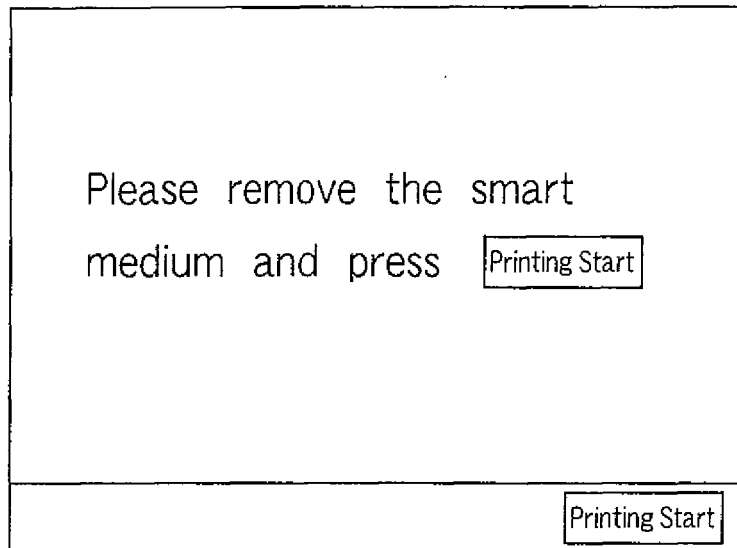 Please remove the smart
medium and press Printing Start
Printing Start